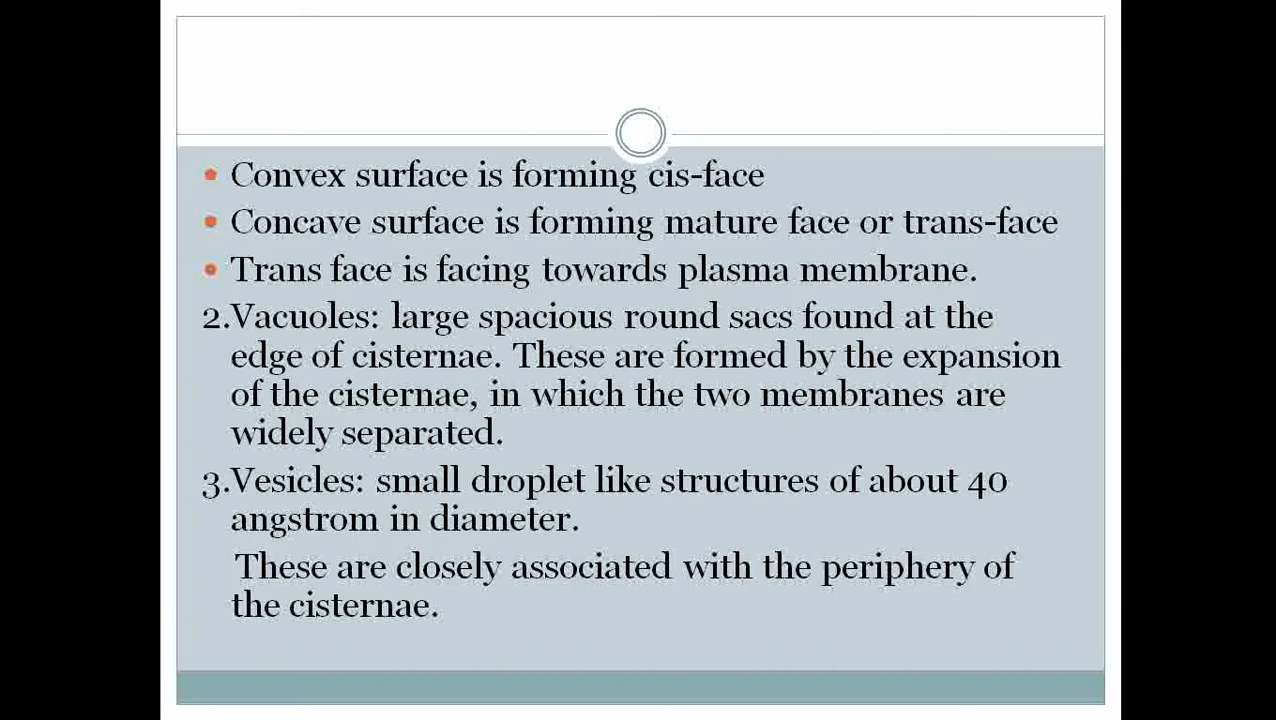 Convex surface is forming cis-face
Concave surface is forming mature face or trans-face
Trans face is facing towards plasma membrane.
2.Vacuoles: large spacious round sacs found at the
edge of cisternae. These are formed by the expansion
of the cisternae, in which the two membranes are
widely separated.
3.Vesicles: small droplet like structures of about 40
angstrom in diameter.
These are closely associated with the periphery of
the cisternae.